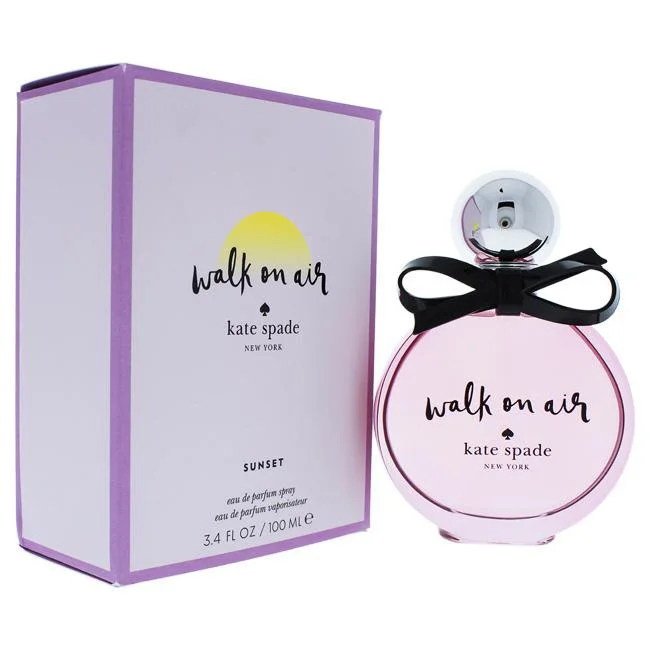 walk on air
kate spade
NEW YORK
SUNSET
eau de parfum spray
eau de parfum vaporisateur
3.4 FL OZ / 100 ML ℮
walk on air
kate spade
NEW YORK